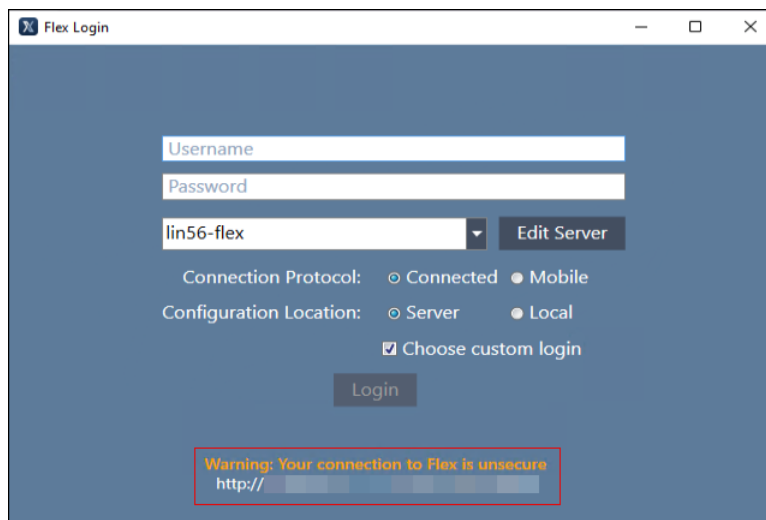 Flex Login
Username
Password
lin56-flex
Edit Server
Connection Protocol: Connected Mobile
Configuration Location: Server Local
Choose custom login
Login
Warning: Your connection to Flex is unsecure
http://